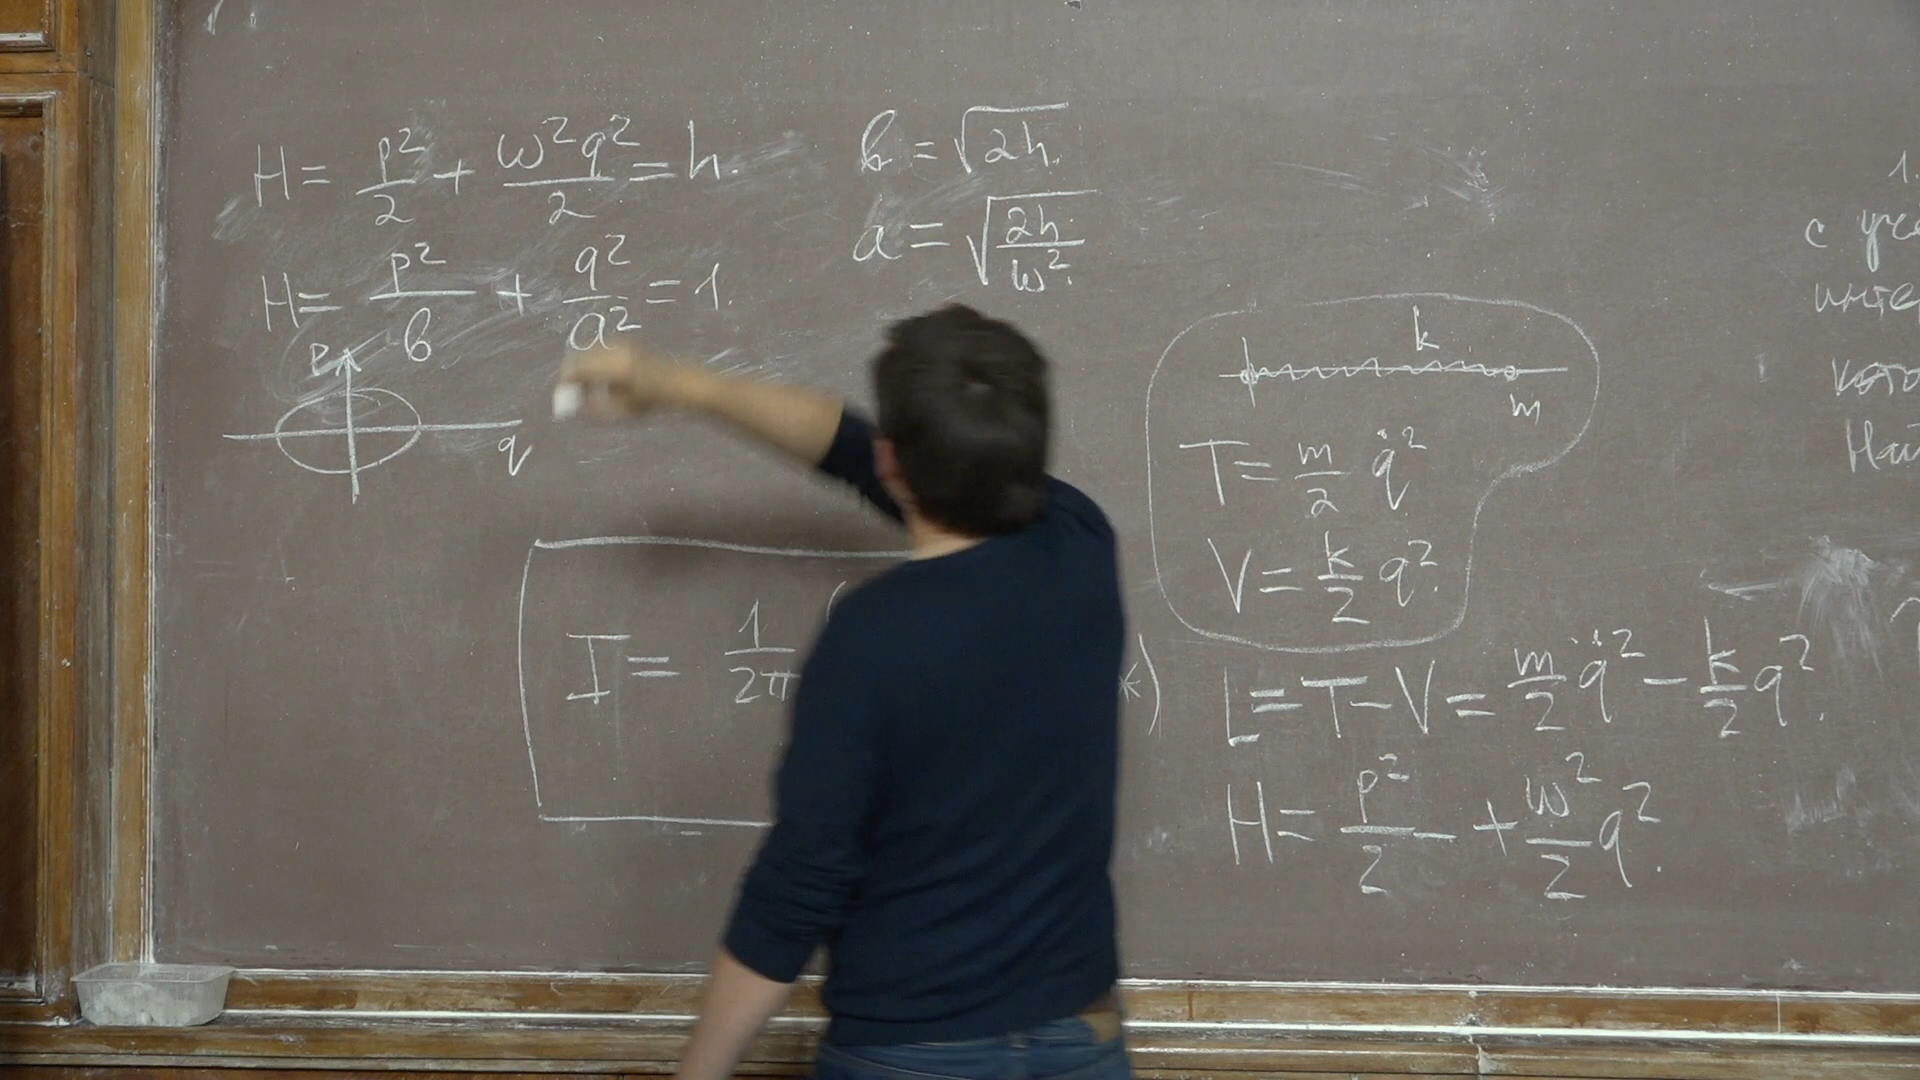 H = p²/2 + ω²q²/2 = h.
H = p²/в + q²/a² = 1.
p
q
в = √2h.
a = √(2h/ω²).
I = 1/2π
*)
k
m
T = m/2 q̇²
V = k/2 q².
L = T - V = m/2 q̇² - k/2 q².
H = p²/2 - + ω²/2 q².
1.
с